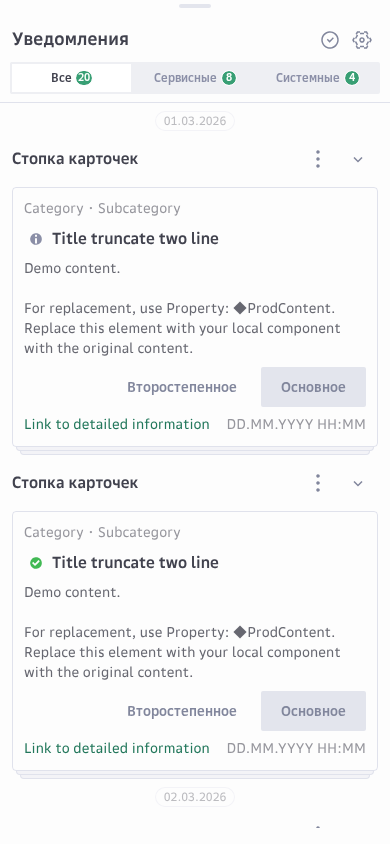 Уведомления
Все 20 Сервисные 8 Системные 4
01.03.2026
Стопка карточек
Category · Subcategory
Title truncate two line
Demo content.
For replacement, use Property: ◆ProdContent.
Replace this element with your local component
with the original content.
Второстепенное Основное
Link to detailed information DD.MM.YYYY HH:MM
Стопка карточек
Category · Subcategory
Title truncate two line
Demo content.
For replacement, use Property: ◆ProdContent.
Replace this element with your local component
with the original content.
Второстепенное Основное
Link to detailed information DD.MM.YYYY HH:MM
02.03.2026